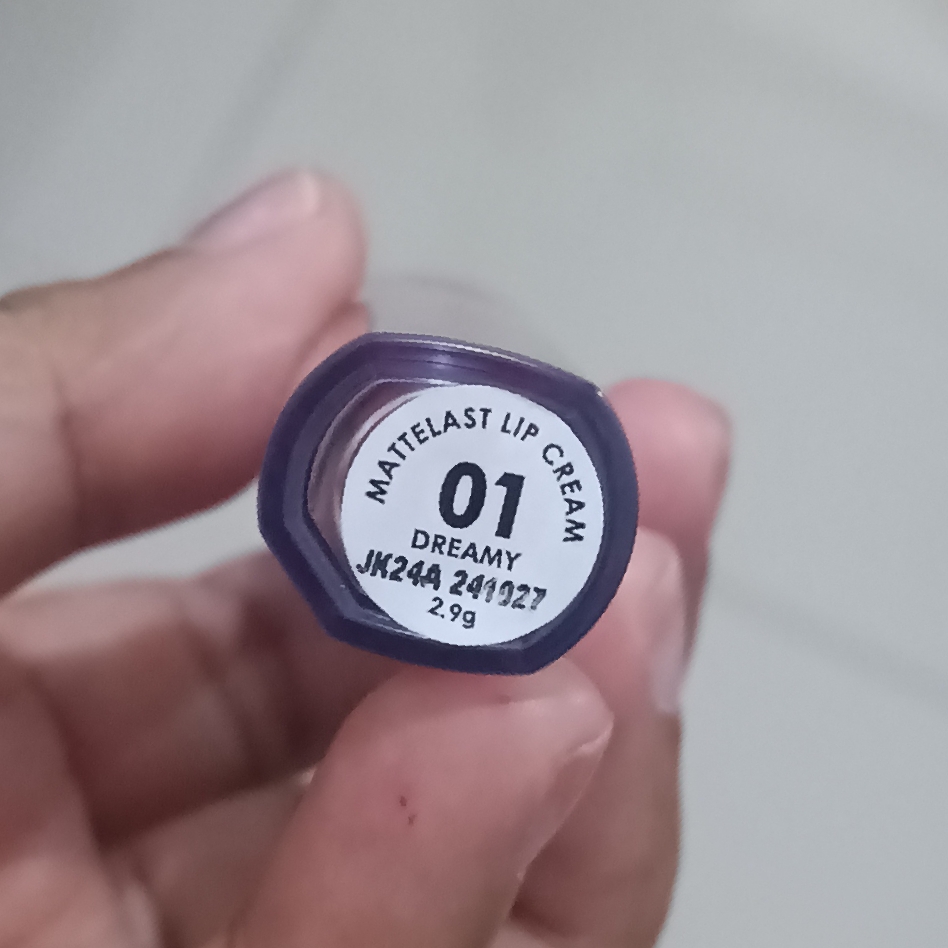 MATTELAST LIP CREAM
01
DREAMY
JK24A 241027
2.9g